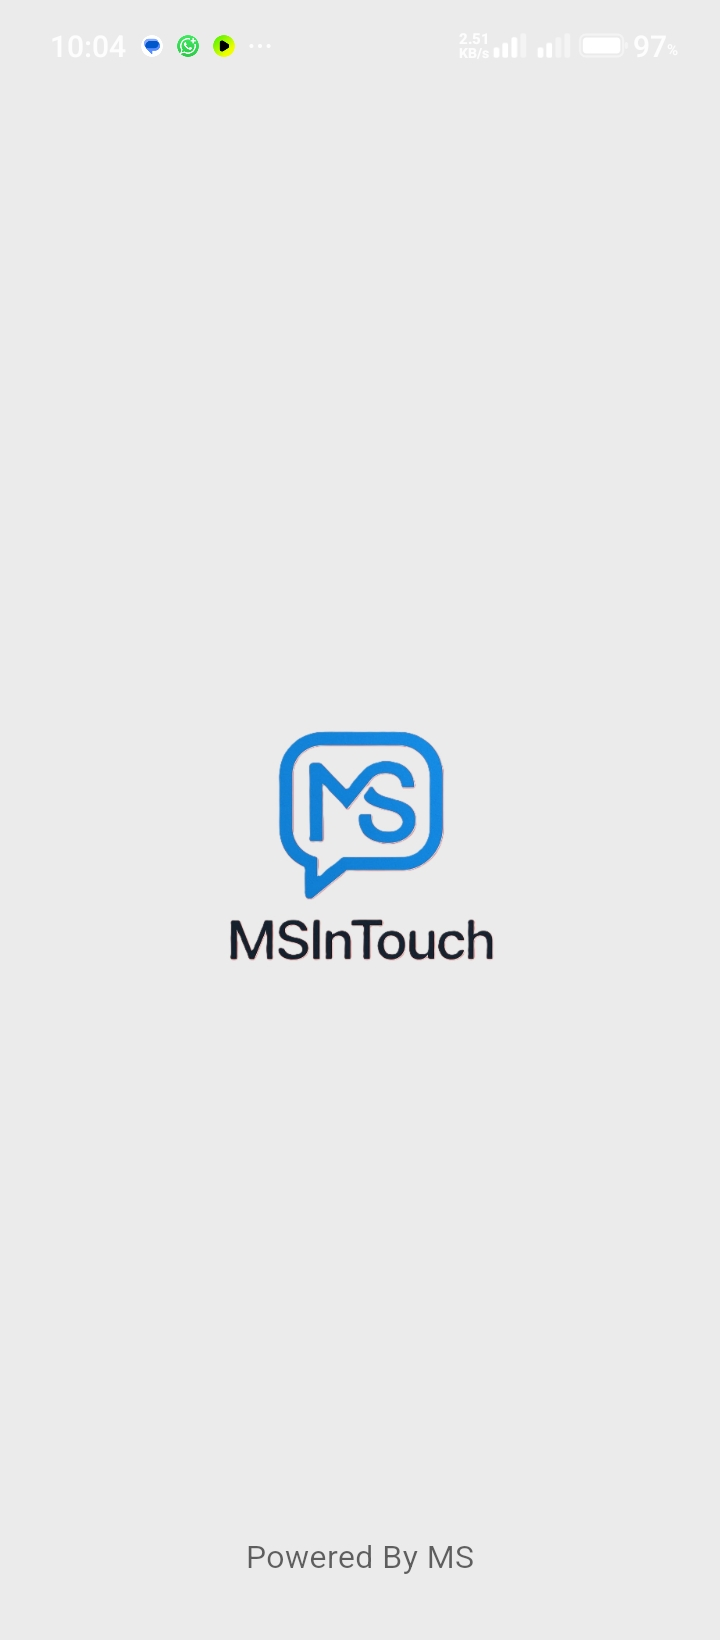 10:04
2.51
KB/s
97%
MS
MSInTouch
Powered By MS